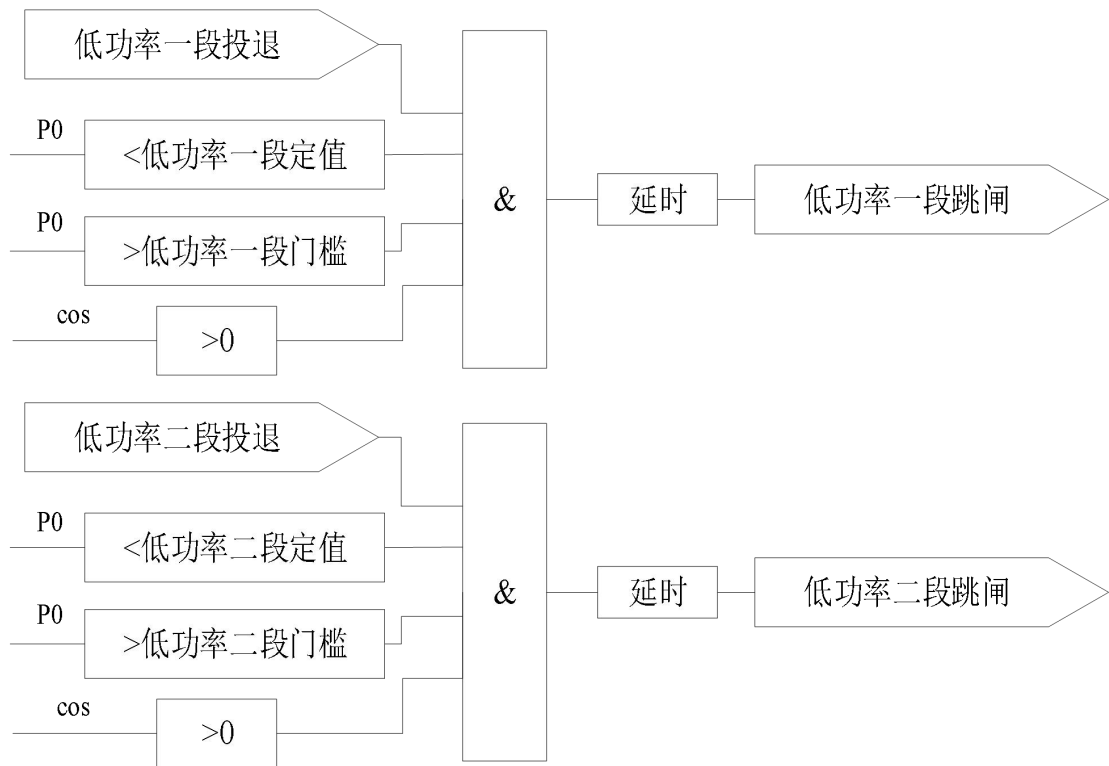 低功率一段投退
P0
<低功率一段定值
P0
>低功率一段门槛
cos
>0
&
延时
低功率一段跳闸
低功率二段投退
P0
<低功率二段定值
P0
>低功率二段门槛
cos
>0
&
延时
低功率二段跳闸